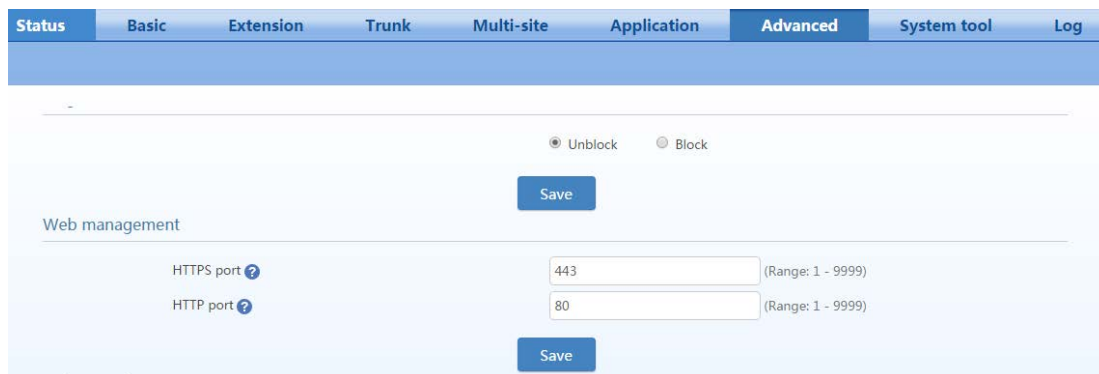 Status Basic Extension Trunk Multi-site Application Advanced System tool Log
-
Unblock Block
Save
Web management
HTTPS port ? 443 (Range: 1 - 9999)
HTTP port ? 80 (Range: 1 - 9999)
Save